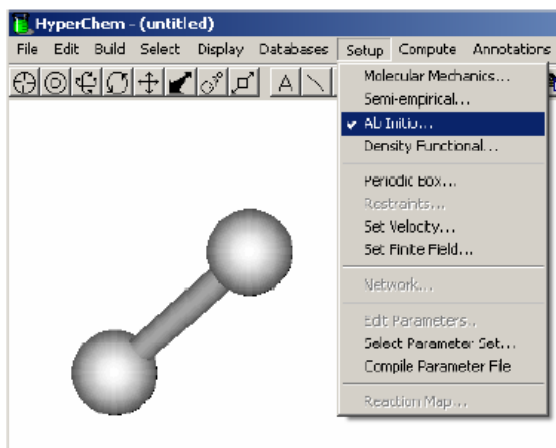 HyperChem - (untitled)
File Edit Build Select Display Databases Setup Compute Annotations
A
Molecular Mechanics...
Semi-empirical...
Ab Initio...
Density Functional...
Periodic Box...
Restraints...
Set Velocity...
Set Finite Field...
Network...
Edit Parameters...
Select Parameter Set...
Compile Parameter File
Reaction Map...